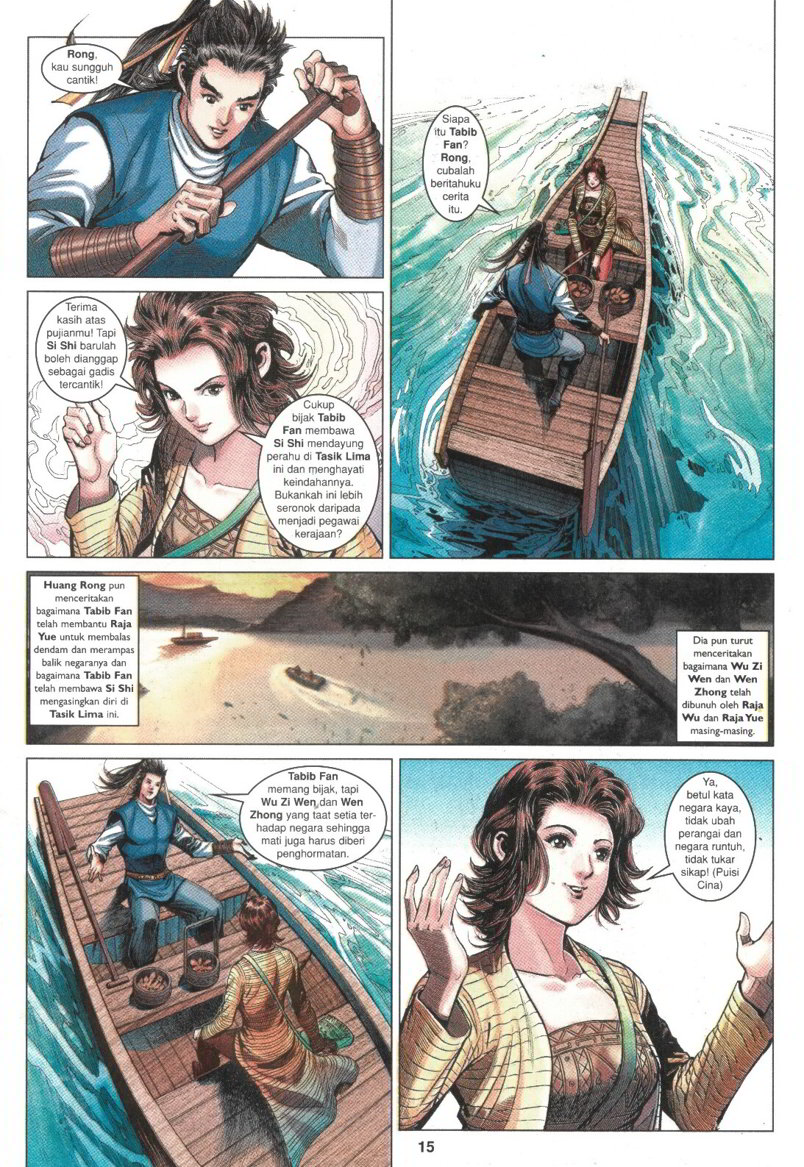 Rong,
kau sungguh
cantik!
Terima
kasih atas
pujianmu! Tapi
Si Shi barulah
boleh dianggap
sebagai gadis
tercantik!
Cukup
bijak Tabib
Fan membawa
Si Shi mendayung
perahu di Tasik Lima
ini dan menghayati
keindahannya.
Bukankah ini lebih
seronok daripada
menjadi pegawai
kerajaan?
Siapa
itu Tabib
Fan?
Rong,
cubalah
beritahuku
cerita
itu.
Huang Rong pun
menceritakan
bagaimana Tabib Fan
telah membantu Raja
Yue untuk membalas
dendam dan merampas
balik negaranya dan
bagaimana Tabib Fan
telah membawa Si Shi
mengasingkan diri di
Tasik Lima ini.
Dia pun turut
menceritakan
bagaimana Wu Zi
Wen dan Wen
Zhong telah
dibunuh oleh Raja
Wu dan Raja Yue
masing-masing.
Tabib Fan
memang bijak, tapi
Wu Zi Wen dan Wen
Zhong yang taat setia ter-
hadap negara sehingga
mati juga harus diberi
penghormatan.
Ya,
betul kata
negara kaya,
tidak ubah
perangai dan
negara runtuh,
tidak tukar
sikap! (Puisi
Cina)
15